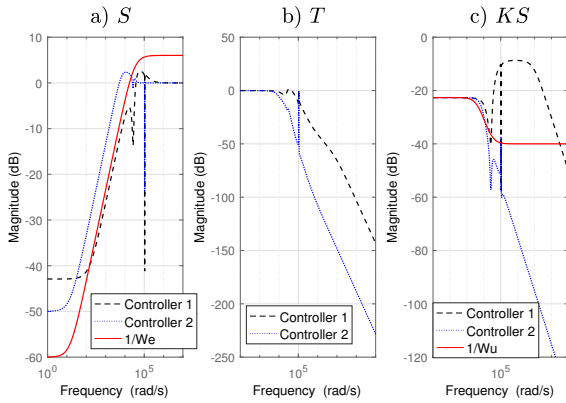 a) S
b) T
c) KS
10
0
-10
-20
-30
-40
-50
-60
Magnitude (dB)
10^0
10^5
Frequency (rad/s)
Controller 1
Controller 2
1/We
50
0
-50
-100
-150
-200
-250
Magnitude (dB)
10^5
Frequency (rad/s)
Controller 1
Controller 2
0
-20
-40
-60
-80
-100
-120
Magnitude (dB)
10^5
Frequency (rad/s)
Controller 1
Controller 2
1/Wu